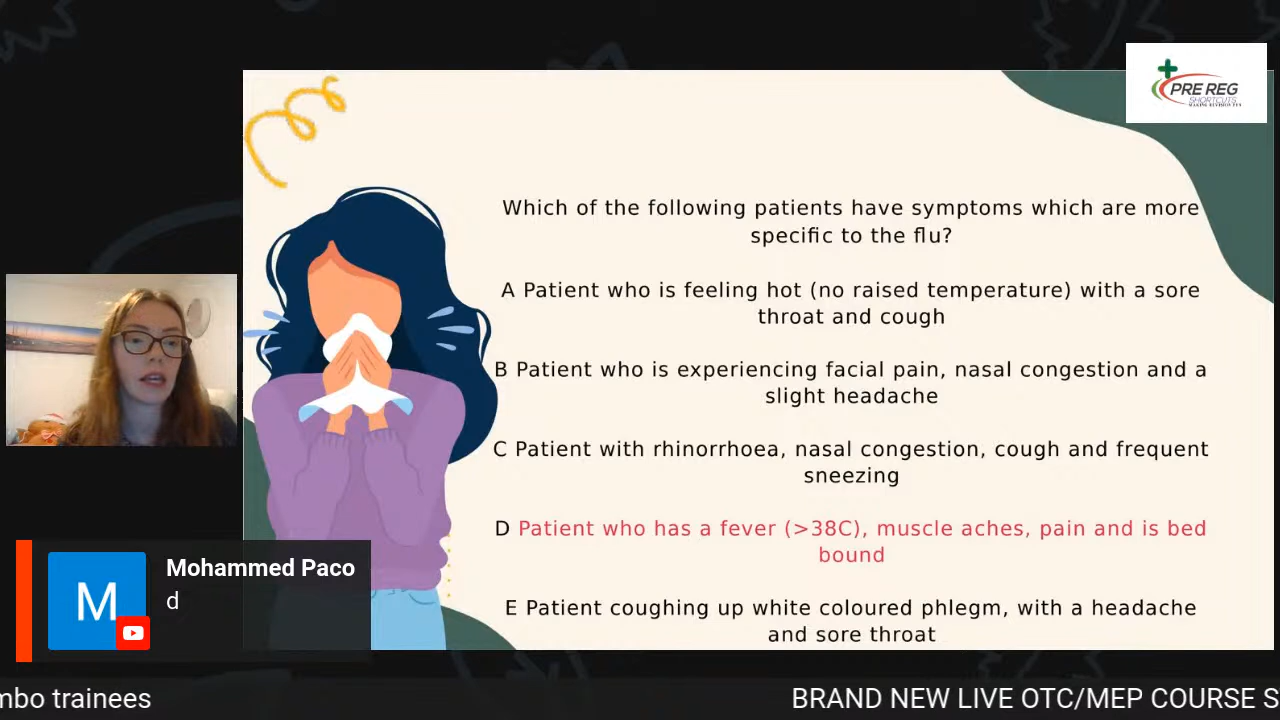 PRE REG
SHORTCUTS
MAKING REVISION FUN
Which of the following patients have symptoms which are more
specific to the flu?
A Patient who is feeling hot (no raised temperature) with a sore
throat and cough
B Patient who is experiencing facial pain, nasal congestion and a
slight headache
C Patient with rhinorrhoea, nasal congestion, cough and frequent
sneezing
D Patient who has a fever (>38C), muscle aches, pain and is bed
bound
E Patient coughing up white coloured phlegm, with a headache
and sore throat
M
Mohammed Paco
d
mbo trainees
BRAND NEW LIVE OTC/MEP COURSE S